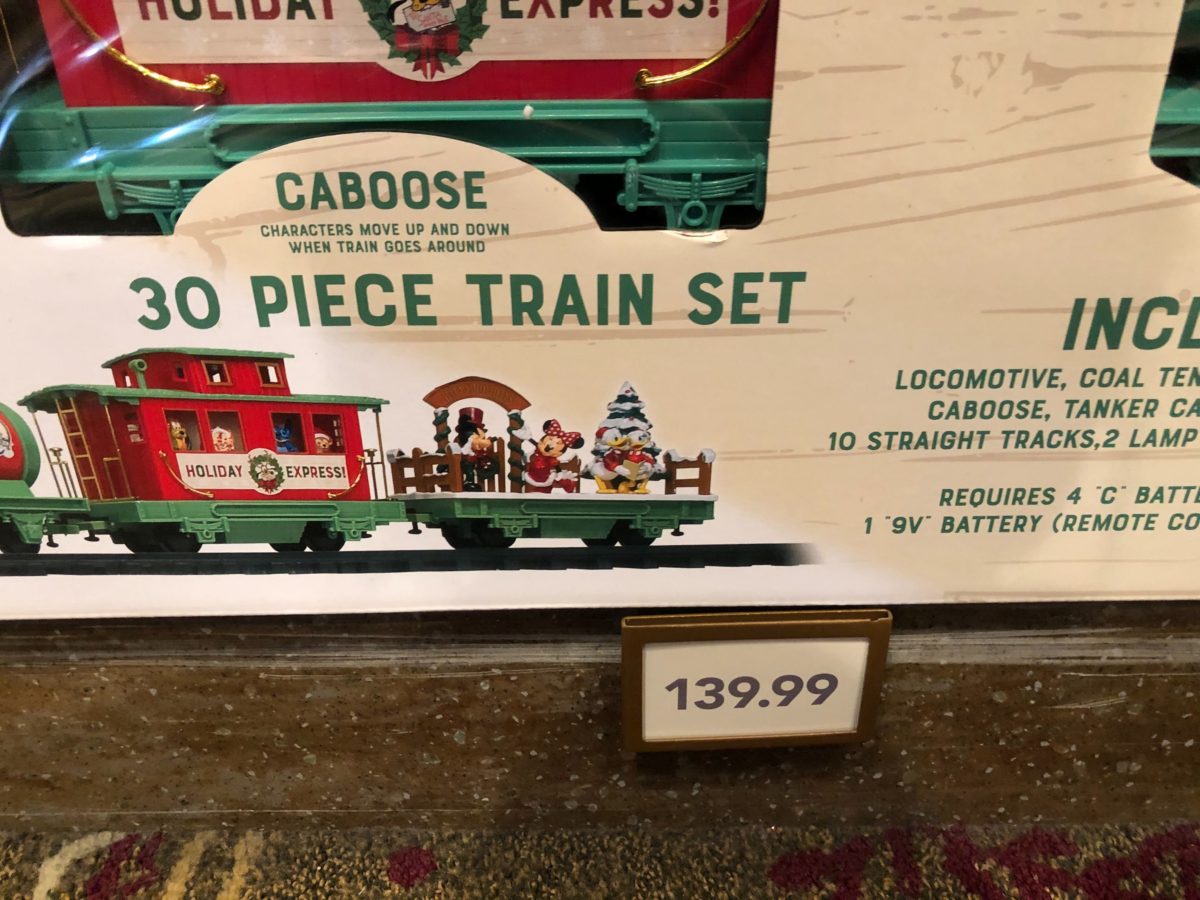 HOLIDAY EXPRESS!
CABOOSE
CHARACTERS MOVE UP AND DOWN
WHEN TRAIN GOES AROUND
30 PIECE TRAIN SET
HOLIDAY EXPRESS!
INCL
LOCOMOTIVE, COAL TEN
CABOOSE, TANKER CA
10 STRAIGHT TRACKS,2 LAMP
REQUIRES 4 "C" BATT
1 "9V" BATTERY (REMOTE CO
139.99